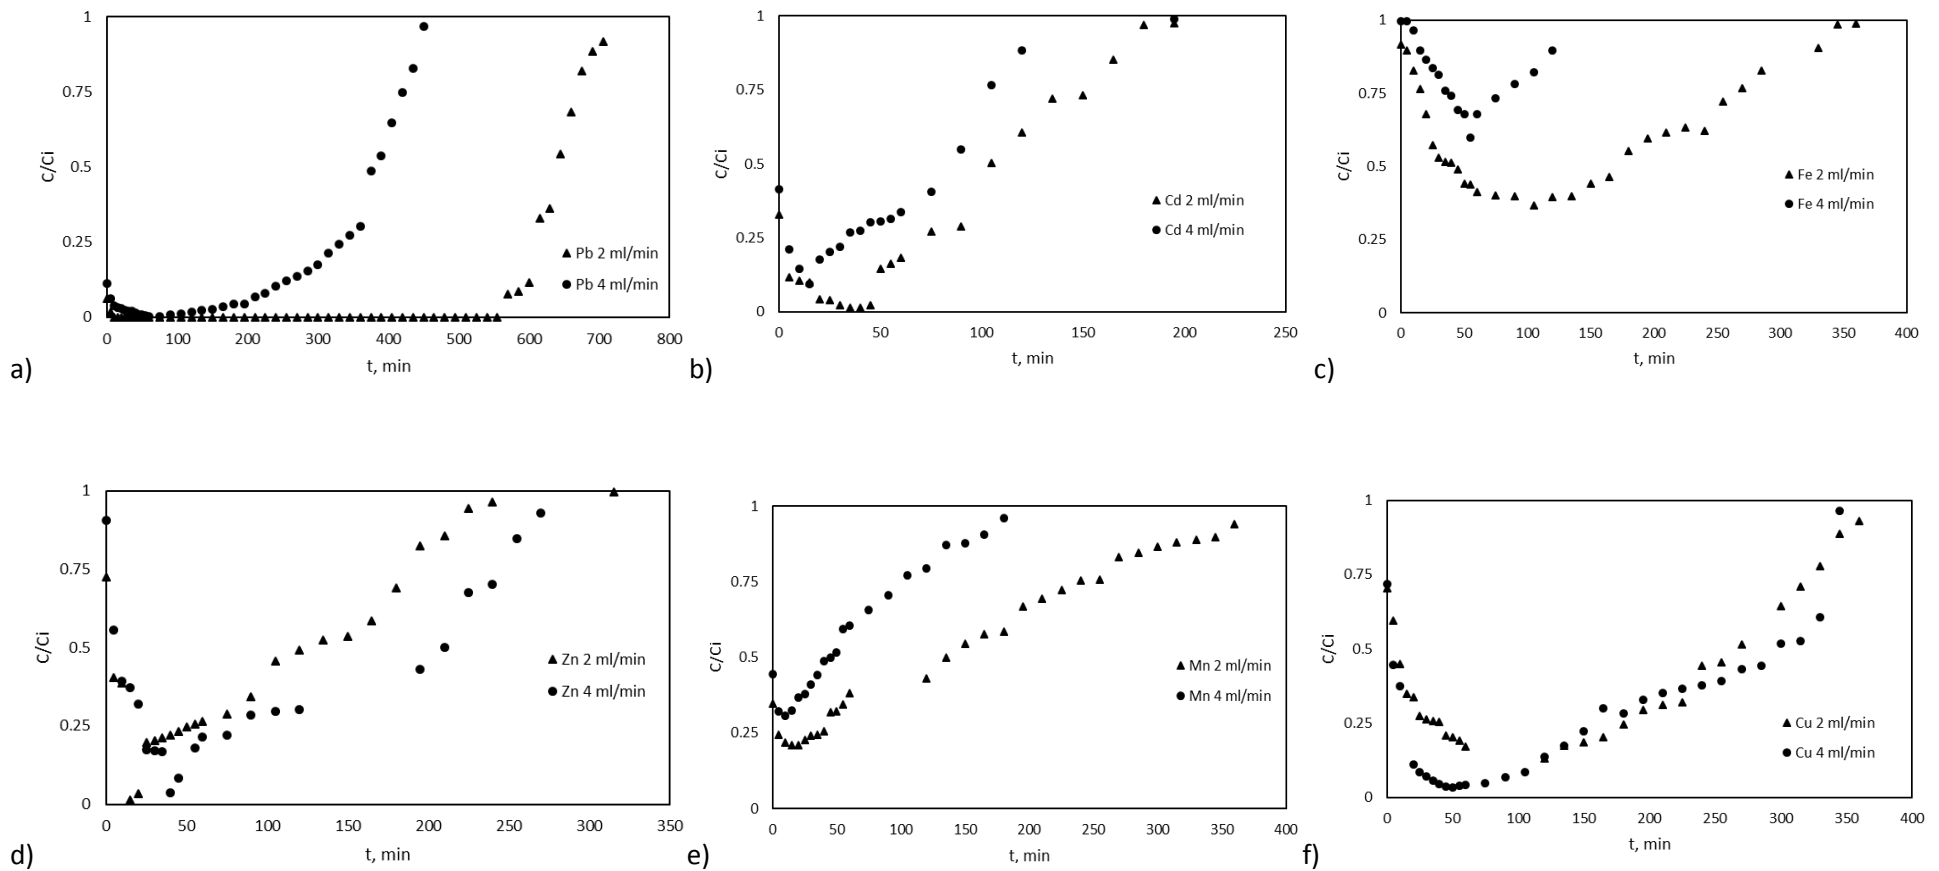 1
0.75
0.5
0.25
0
C/Ci
0 100 200 300 400 500 600 700 800
t, min
Pb 2 ml/min
Pb 4 ml/min
a)
1
0.75
0.5
0.25
0
C/Ci
0 50 100 150 200 250
t, min
Cd 2 ml/min
Cd 4 ml/min
b)
1
0.75
0.5
0.25
0
C/Ci
0 50 100 150 200 250 300 350 400
t, min
Fe 2 ml/min
Fe 4 ml/min
c)
1
0.75
0.5
0.25
0
C/Ci
0 50 100 150 200 250 300 350
t, min
Zn 2 ml/min
Zn 4 ml/min
d)
1
0.75
0.5
0.25
0
C/Ci
0 50 100 150 200 250 300 350 400
t, min
Mn 2 ml/min
Mn 4 ml/min
e)
1
0.75
0.5
0.25
0
C/Ci
0 50 100 150 200 250 300 350 400
t, min
Cu 2 ml/min
Cu 4 ml/min
f)